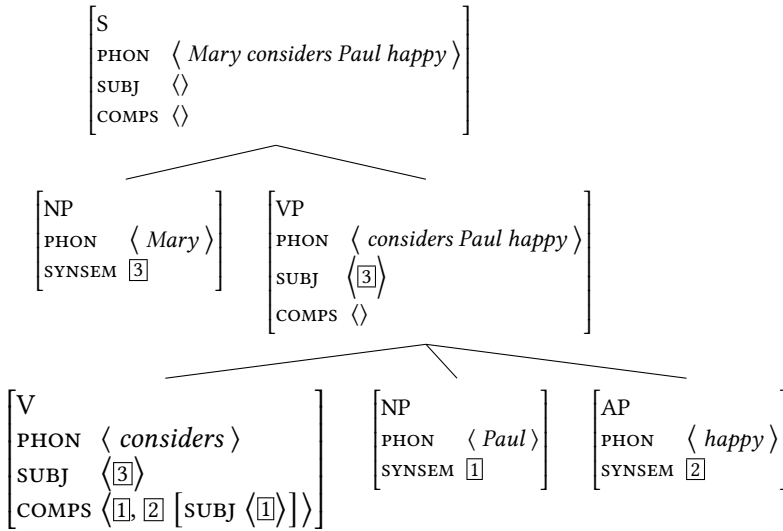 S
PHON ⟨ Mary considers Paul happy ⟩
SUBJ ⟨⟩
COMPS ⟨⟩
NP
PHON ⟨ Mary ⟩
SYNSEM 3
VP
PHON ⟨ considers Paul happy ⟩
SUBJ ⟨3⟩
COMPS ⟨⟩
V
PHON ⟨ considers ⟩
SUBJ ⟨3⟩
COMPS ⟨1, 2 [SUBJ ⟨1⟩]⟩
NP
PHON ⟨ Paul ⟩
SYNSEM 1
AP
PHON ⟨ happy ⟩
SYNSEM 2